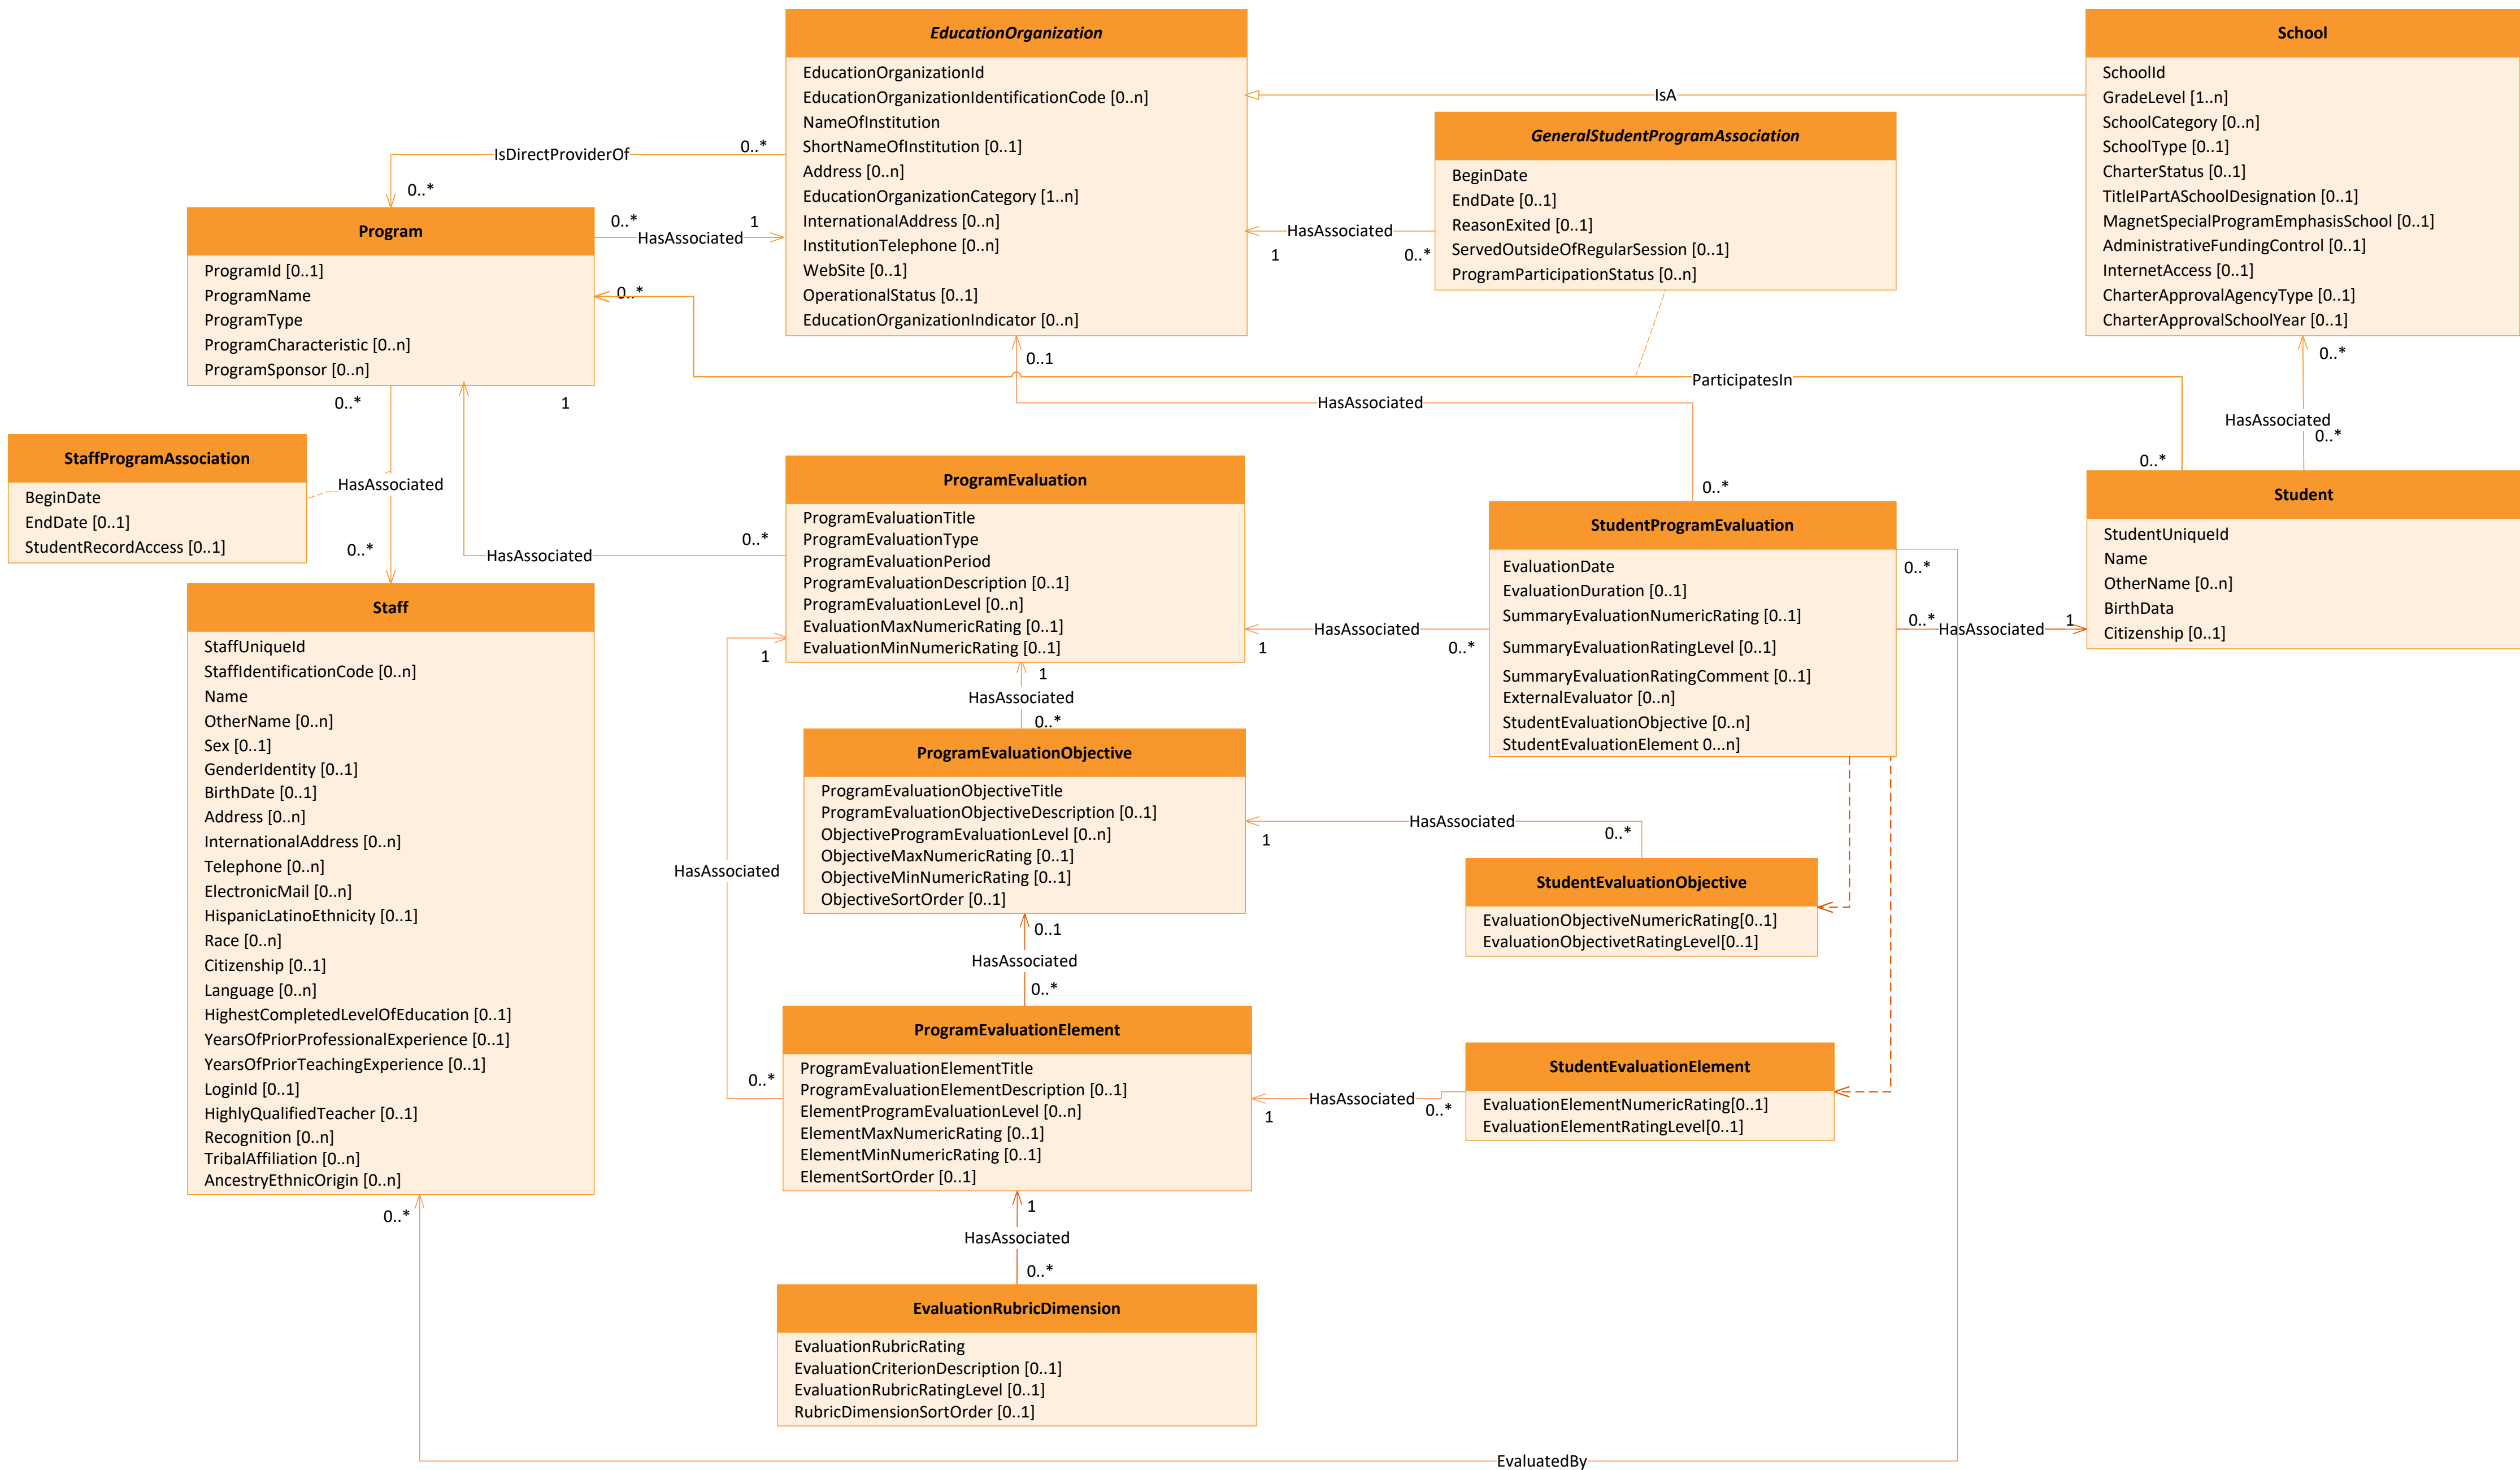 EducationOrganization
EducationOrganizationId
EducationOrganizationIdentificationCode [0..n]
NameOfInstitution
ShortNameOfInstitution [0..1]
Address [0..n]
EducationOrganizationCategory [1..n]
InternationalAddress [0..n]
InstitutionTelephone [0..n]
WebSite [0..1]
OperationalStatus [0..1]
EducationOrganizationIndicator [0..n]
School
SchoolId
GradeLevel [1..n]
SchoolCategory [0..n]
SchoolType [0..1]
CharterStatus [0..1]
TitleIPartASchoolDesignation [0..1]
MagnetSpecialProgramEmphasisSchool [0..1]
AdministrativeFundingControl [0..1]
InternetAccess [0..1]
CharterApprovalAgencyType [0..1]
CharterApprovalSchoolYear [0..1]
IsA
GeneralStudentProgramAssociation
BeginDate
EndDate [0..1]
ReasonExited [0..1]
ServedOutsideOfRegularSession [0..1]
ProgramParticipationStatus [0..n]
HasAssociated
1
0..*
IsDirectProviderOf
0..*
0..*
Program
ProgramId [0..1]
ProgramName
ProgramType
ProgramCharacteristic [0..n]
ProgramSponsor [0..n]
0..*
1
HasAssociated
0..*
ParticipatesIn
0..*
0..1
HasAssociated
0..*
0..*
HasAssociated
0..*
0..*
1
StaffProgramAssociation
BeginDate
EndDate [0..1]
StudentRecordAccess [0..1]
HasAssociated
0..*
HasAssociated
0..*
ProgramEvaluation
ProgramEvaluationTitle
ProgramEvaluationType
ProgramEvaluationPeriod
ProgramEvaluationDescription [0..1]
ProgramEvaluationLevel [0..n]
EvaluationMaxNumericRating [0..1]
EvaluationMinNumericRating [0..1]
StudentProgramEvaluation
EvaluationDate
EvaluationDuration [0..1]
SummaryEvaluationNumericRating [0..1]
SummaryEvaluationRatingLevel [0..1]
SummaryEvaluationRatingComment [0..1]
ExternalEvaluator [0..n]
StudentEvaluationObjective [0..n]
StudentEvaluationElement 0...n]
Student
StudentUniqueId
Name
OtherName [0..n]
BirthData
Citizenship [0..1]
0..*
0..*
HasAssociated
1
HasAssociated
1
0..*
Staff
StaffUniqueId
StaffIdentificationCode [0..n]
Name
OtherName [0..n]
Sex [0..1]
GenderIdentity [0..1]
BirthDate [0..1]
Address [0..n]
InternationalAddress [0..n]
Telephone [0..n]
ElectronicMail [0..n]
HispanicLatinoEthnicity [0..1]
Race [0..n]
Citizenship [0..1]
Language [0..n]
HighestCompletedLevelOfEducation [0..1]
YearsOfPriorProfessionalExperience [0..1]
YearsOfPriorTeachingExperience [0..1]
LoginId [0..1]
HighlyQualifiedTeacher [0..1]
Recognition [0..n]
TribalAffiliation [0..n]
AncestryEthnicOrigin [0..n]
1
HasAssociated
0..*
1
HasAssociated
0..*
ProgramEvaluationObjective
ProgramEvaluationObjectiveTitle
ProgramEvaluationObjectiveDescription [0..1]
ObjectiveProgramEvaluationLevel [0..n]
ObjectiveMaxNumericRating [0..1]
ObjectiveMinNumericRating [0..1]
ObjectiveSortOrder [0..1]
HasAssociated
1
0..*
StudentEvaluationObjective
EvaluationObjectiveNumericRating[0..1]
EvaluationObjectivetRatingLevel[0..1]
0..1
HasAssociated
0..*
ProgramEvaluationElement
ProgramEvaluationElementTitle
ProgramEvaluationElementDescription [0..1]
ElementProgramEvaluationLevel [0..n]
ElementMaxNumericRating [0..1]
ElementMinNumericRating [0..1]
ElementSortOrder [0..1]
HasAssociated
1
0..*
StudentEvaluationElement
EvaluationElementNumericRating[0..1]
EvaluationElementRatingLevel[0..1]
1
HasAssociated
0..*
EvaluationRubricDimension
EvaluationRubricRating
EvaluationCriterionDescription [0..1]
EvaluationRubricRatingLevel [0..1]
RubricDimensionSortOrder [0..1]
0..*
EvaluatedBy